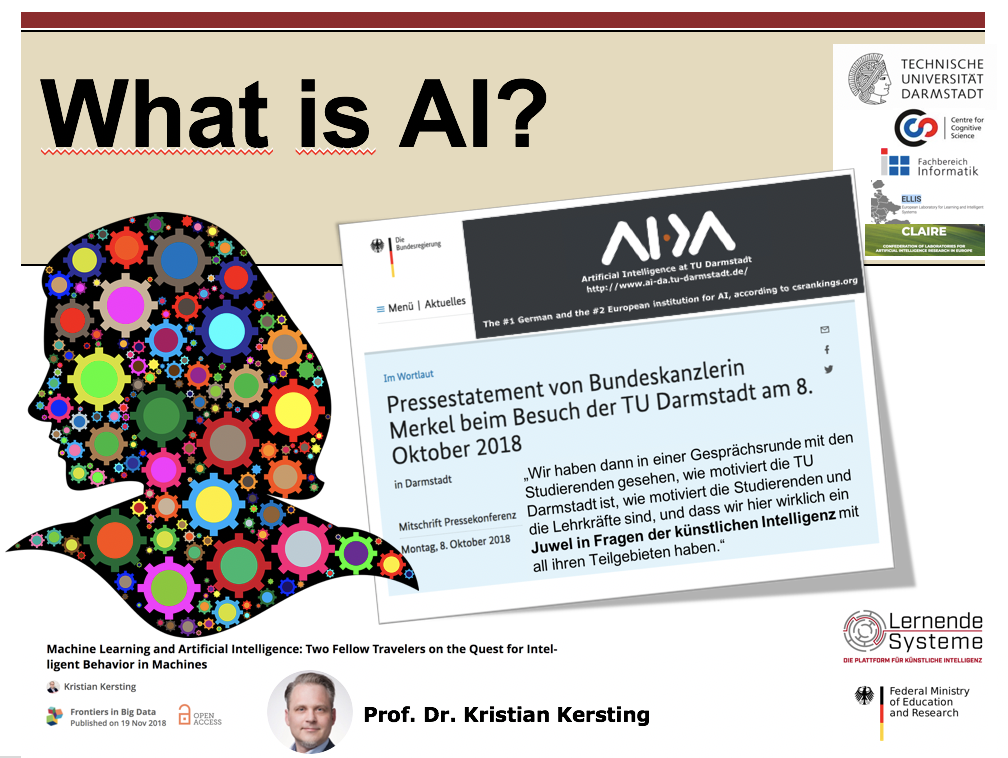 What is AI?
TECHNISCHE
UNIVERSITÄT
DARMSTADT
Centre for
Cognitive
Science
Fachbereich
Informatik
ELLIS
European Laboratory for Learning and Intelligent
Systems
CLAIRE
CONFEDERATION OF LABORATORIES FOR
ARTIFICIAL INTELLIGENCE RESEARCH IN EUROPE
Die
Bundesregierung
≡ Menü | Aktuelles
AIDA
Artificial Intelligence at TU Darmstadt
http://www.ai-da.tu-darmstadt.de/
The #1 German and the #2 European institution for AI, according to csrankings.org
Im Wortlaut
Pressestatement von Bundeskanzlerin
Merkel beim Besuch der TU Darmstadt am 8.
Oktober 2018
in Darmstadt
Mitschrift Pressekonferenz
Montag, 8. Oktober 2018
„Wir haben dann in einer Gesprächsrunde mit den
Studierenden gesehen, wie motiviert die TU
Darmstadt ist, wie motiviert die Studierenden und
die Lehrkräfte sind, und dass wir hier wirklich ein
Juwel in Fragen der künstlichen Intelligenz mit
all ihren Teilgebieten haben.“
Machine Learning and Artificial Intelligence: Two Fellow Travelers on the Quest for Intel-
ligent Behavior in Machines
Kristian Kersting
Frontiers in Big Data
Published on 19 Nov 2018
OPEN
ACCESS
Prof. Dr. Kristian Kersting
Lernende
Systeme
DIE PLATTFORM FÜR KÜNSTLICHE INTELLIGENZ
Federal Ministry
of Education
and Research